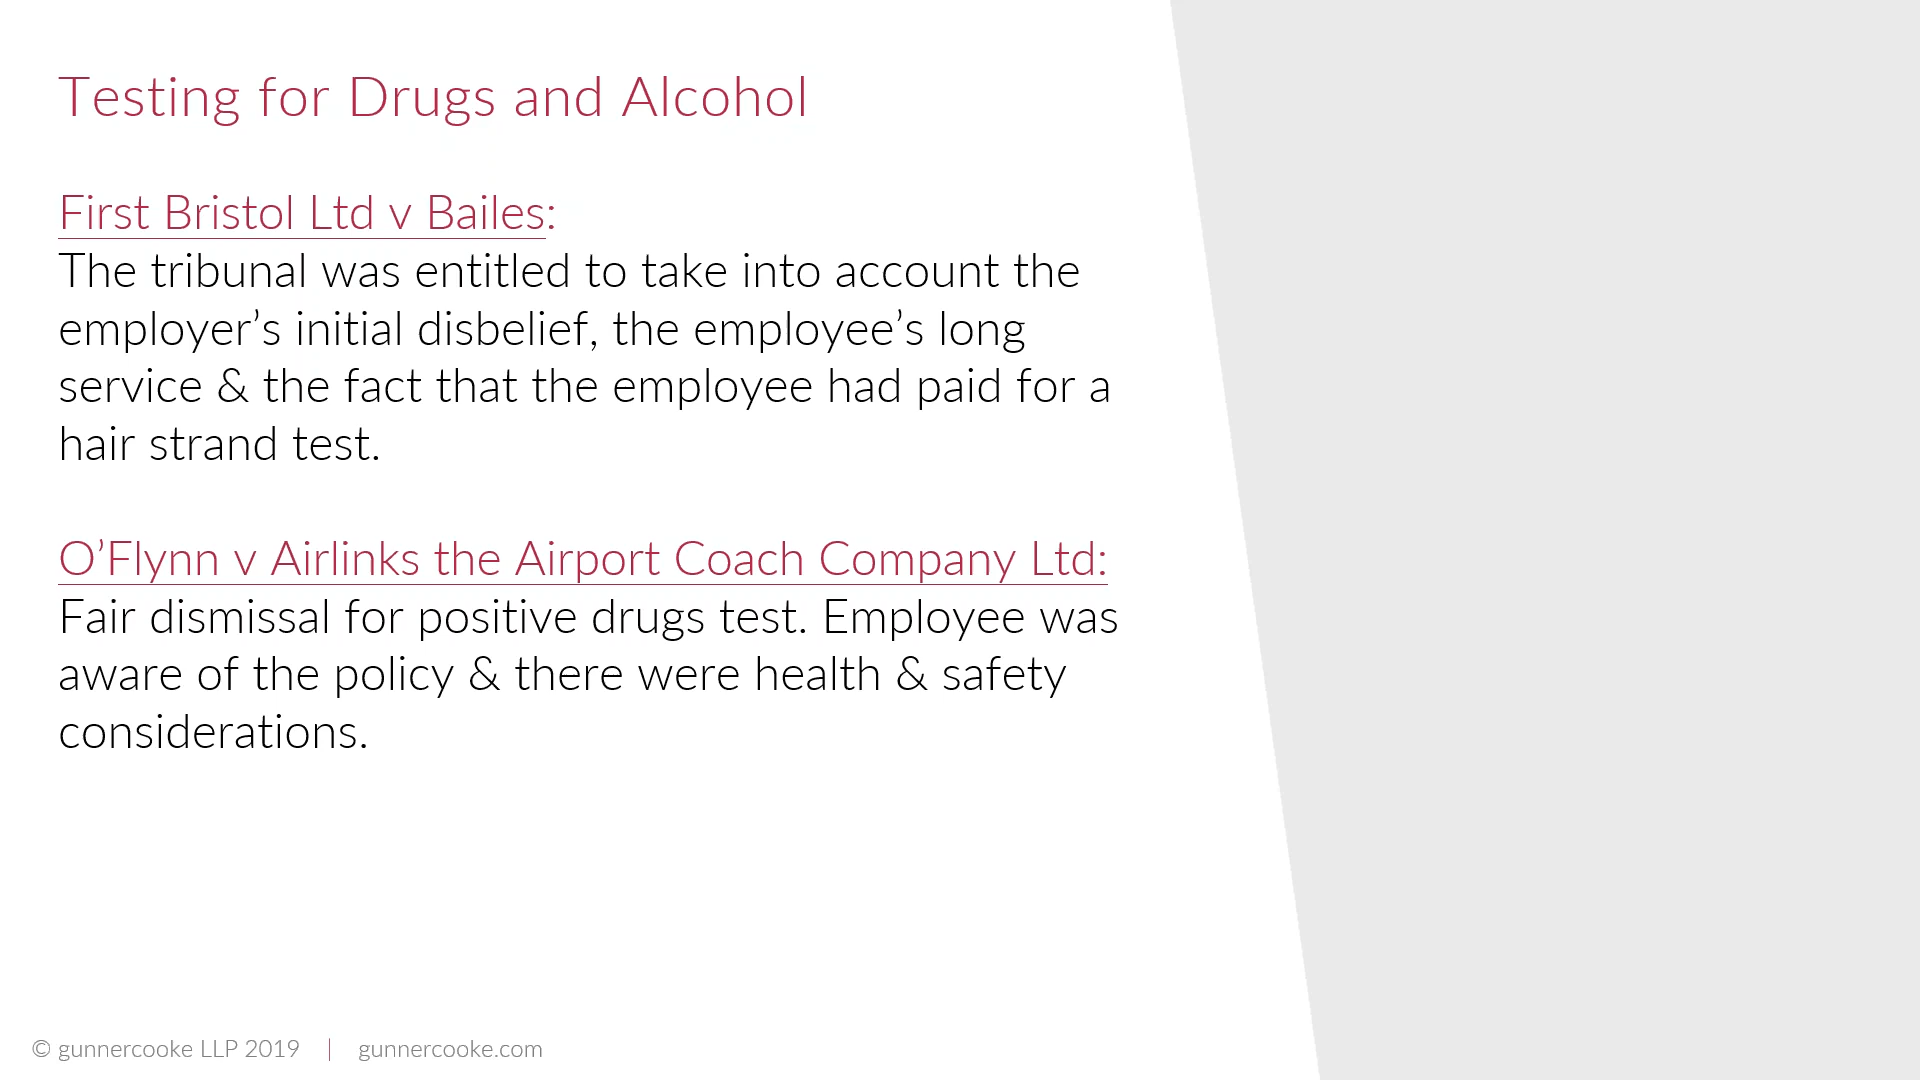 Testing for Drugs and Alcohol
First Bristol Ltd v Bailes:
The tribunal was entitled to take into account the
employer’s initial disbelief, the employee’s long
service & the fact that the employee had paid for a
hair strand test.
O’Flynn v Airlinks the Airport Coach Company Ltd:
Fair dismissal for positive drugs test. Employee was
aware of the policy & there were health & safety
considerations.
© gunnercooke LLP 2019 | gunnercooke.com